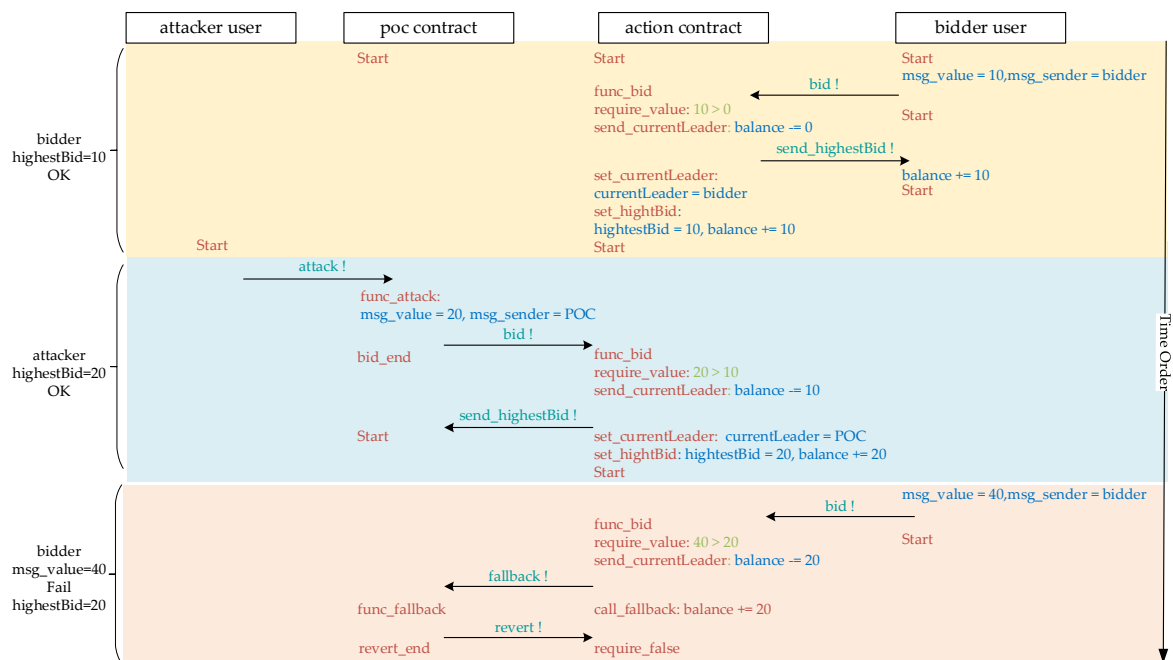 attacker user
poc contract
action contract
bidder user
Start
Start
Start
msg_value = 10,msg_sender = bidder
bid !
func_bid
require_value: 10 > 0
send_currentLeader: balance -= 0
Start
send_highestBid !
set_currentLeader:
currentLeader = bidder
set_hightBid:
hightestBid = 10, balance += 10
Start
balance += 10
Start
bidder
highestBid=10
OK
Start
attack !
func_attack:
msg_value = 20, msg_sender = POC
bid !
bid_end
func_bid
require_value: 20 > 10
send_currentLeader: balance -= 10
attacker
highestBid=20
OK
send_highestBid !
Start
set_currentLeader: currentLeader = POC
set_hightBid: hightestBid = 20, balance += 20
Start
Time Order
msg_value = 40,msg_sender = bidder
bid !
func_bid
require_value: 40 > 20
send_currentLeader: balance -= 20
Start
bidder
msg_value=40
Fail
highestBid=20
fallback !
func_fallback
call_fallback: balance += 20
revert !
revert_end
require_false